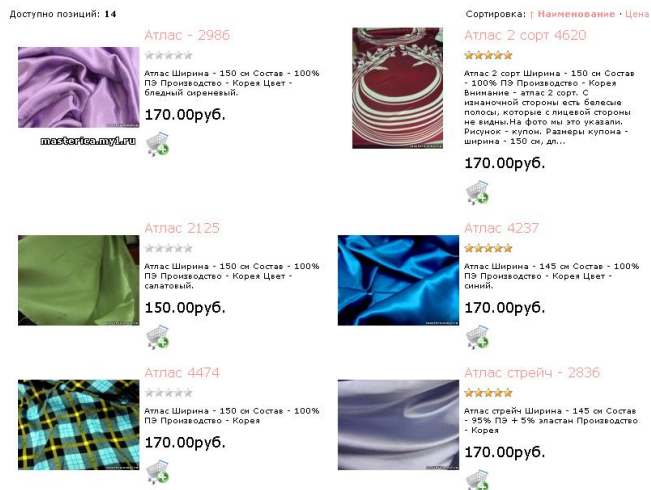 Доступно позиций: 14
Сортировка: ↑ Наименование · Цена
Атлас - 2986
Атлас Ширина - 150 см Состав - 100%
ПЭ Производство - Корея Цвет -
бледный сиреневый.
170.00руб.
masterica.my1.ru
Атлас 2 сорт 4620
Атлас 2 сорт Ширина - 150 см Состав
- 100% ПЭ Производство - Корея
Внимание - атлас 2 сорт. С
изнаночной стороны есть белесые
полосы, которые с лицевой стороны
не видны.На фото мы это указали.
Рисунок - купон. Размеры купона -
ширина - 150 см, дл...
170.00руб.
Атлас 2125
Атлас Ширина - 150 см Состав - 100%
ПЭ Производство - Корея Цвет -
салатовый.
150.00руб.
Атлас 4237
Атлас Ширина - 145 см Состав - 100%
ПЭ Производство - Корея Цвет -
синий.
170.00руб.
Атлас 4474
Атлас Ширина - 150 см Состав - 100%
ПЭ Производство - Корея
170.00руб.
Атлас стрейч - 2836
Атлас стрейч Ширина - 145 см Состав
- 95% ПЭ + 5% эластан Производство
- Корея
170.00руб.